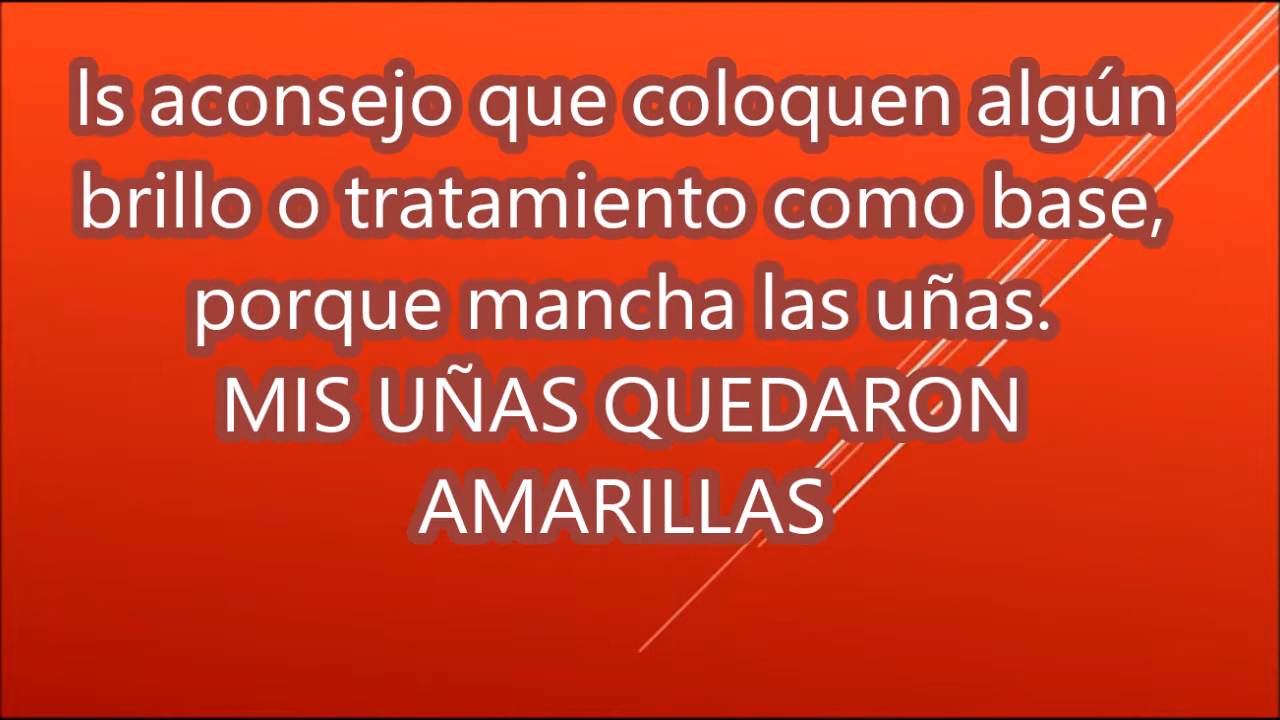 ls aconsejo que coloquen algún
brillo o tratamiento como base,
porque mancha las uñas.
MIS UÑAS QUEDARON
AMARILLAS